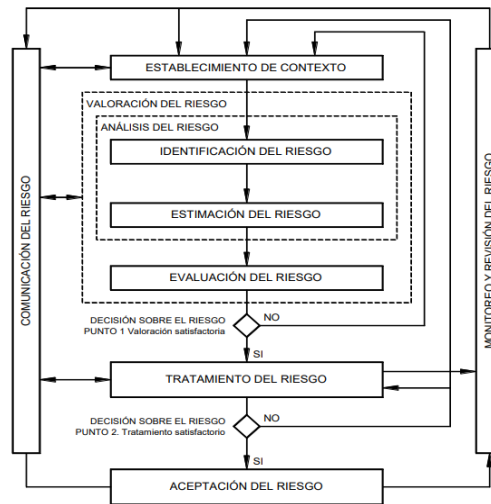 ESTABLECIMIENTO DE CONTEXTO
VALORACIÓN DEL RIESGO
ANÁLISIS DEL RIESGO
IDENTIFICACIÓN DEL RIESGO
ESTIMACIÓN DEL RIESGO
EVALUACIÓN DEL RIESGO
DECISIÓN SOBRE EL RIESGO
PUNTO 1 Valoración satisfactoria
NO
SI
TRATAMIENTO DEL RIESGO
DECISIÓN SOBRE EL RIESGO
PUNTO 2. Tratamiento satisfactorio
NO
SI
ACEPTACIÓN DEL RIESGO
COMUNICACIÓN DEL RIESGO
MONITOREO Y REVISIÓN DEL RIESGO